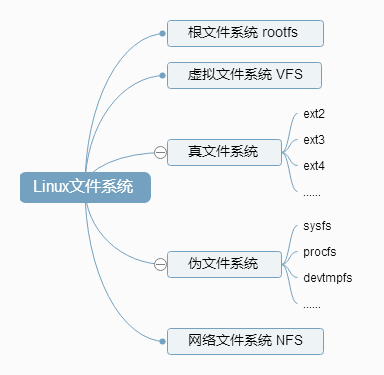 Linux文件系统
根文件系统 rootfs
虚拟文件系统 VFS
真文件系统
ext2
ext3
ext4
......
伪文件系统
sysfs
procfs
devtmpfs
......
网络文件系统 NFS